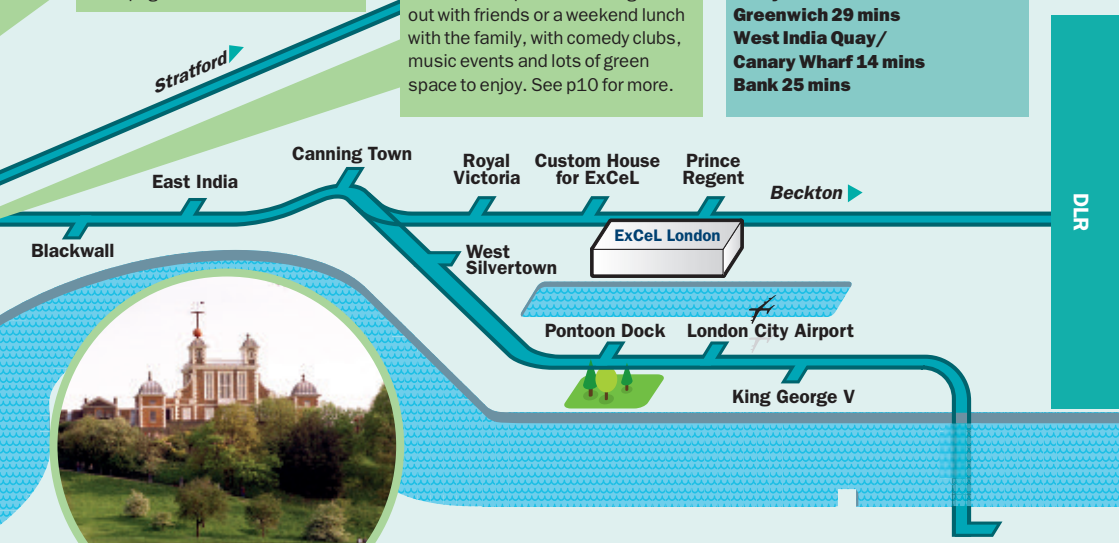 out with friends or a weekend lunch
with the family, with comedy clubs,
music events and lots of green
space to enjoy. See p10 for more.
Greenwich 29 mins
West India Quay/
Canary Wharf 14 mins
Bank 25 mins
Stratford
Canning Town
East India
Blackwall
Royal
Victoria
Custom House
for ExCeL
Prince
Regent
Beckton
DLR
ExCeL London
West
Silvertown
Pontoon Dock
London City Airport
King George V